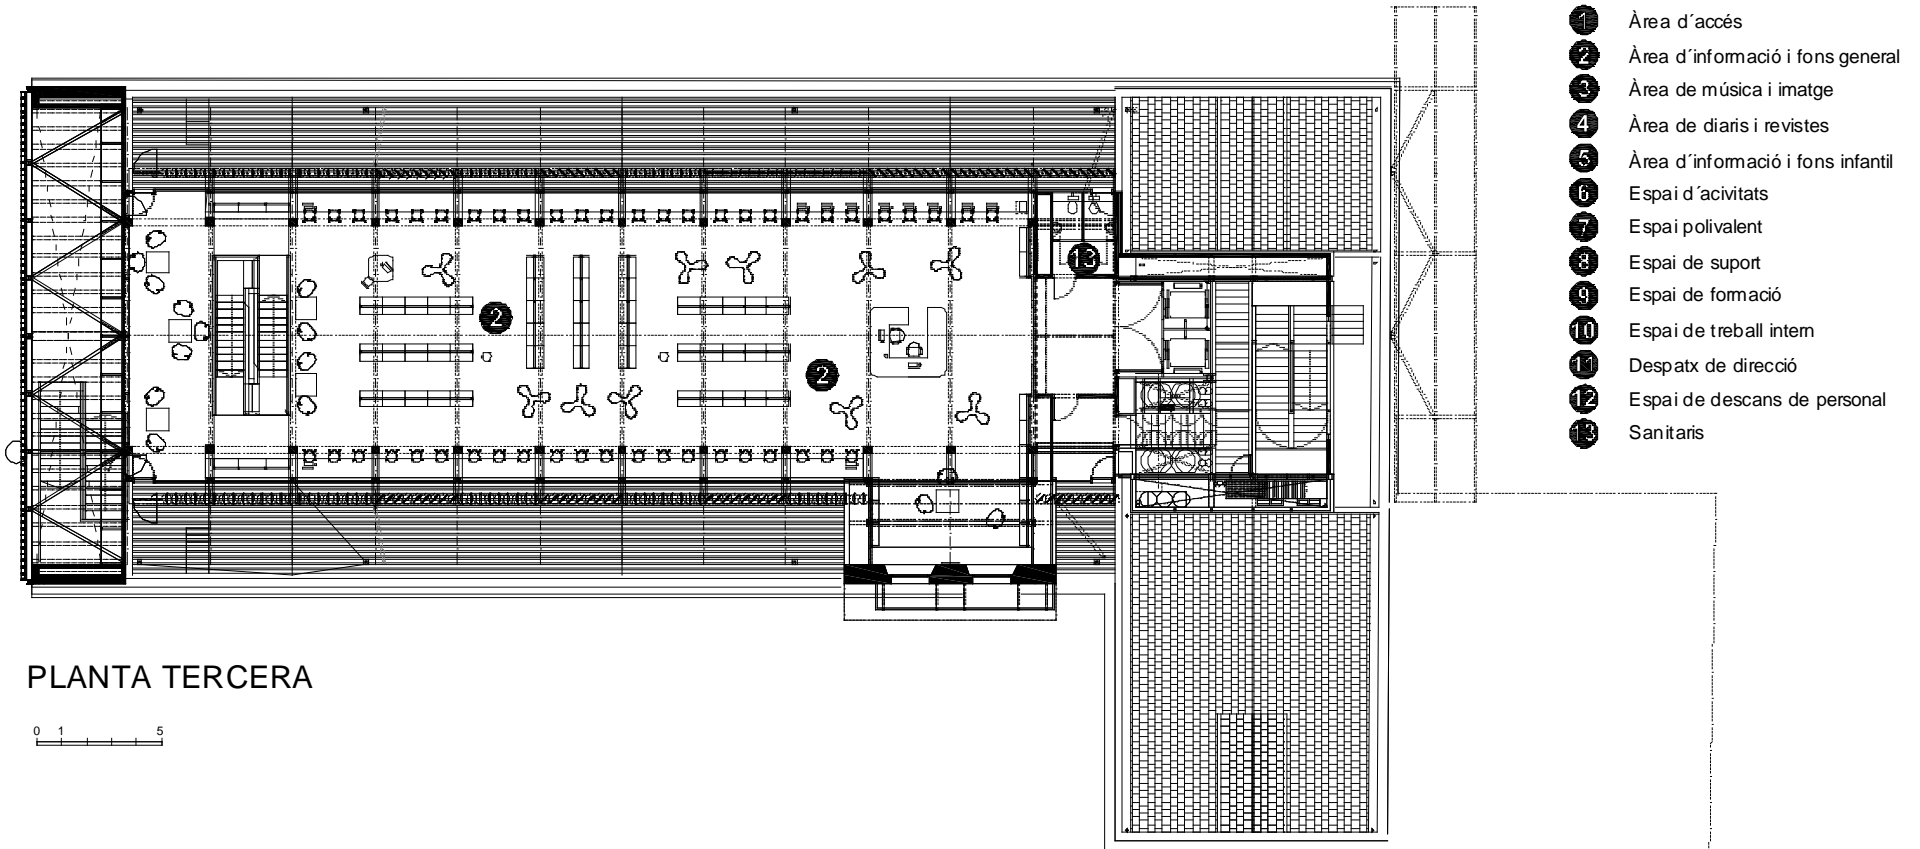 1 Àrea d´accés
2 Àrea d´informació i fons general
3 Àrea de música i imatge
4 Àrea de diaris i revistes
5 Àrea d´informació i fons infantil
6 Espai d´acivitats
7 Espai polivalent
8 Espai de suport
9 Espai de formació
10 Espai de treball intern
11 Despatx de direcció
12 Espai de descans de personal
13 Sanitaris
13
2
2
PLANTA TERCERA
0 1 5